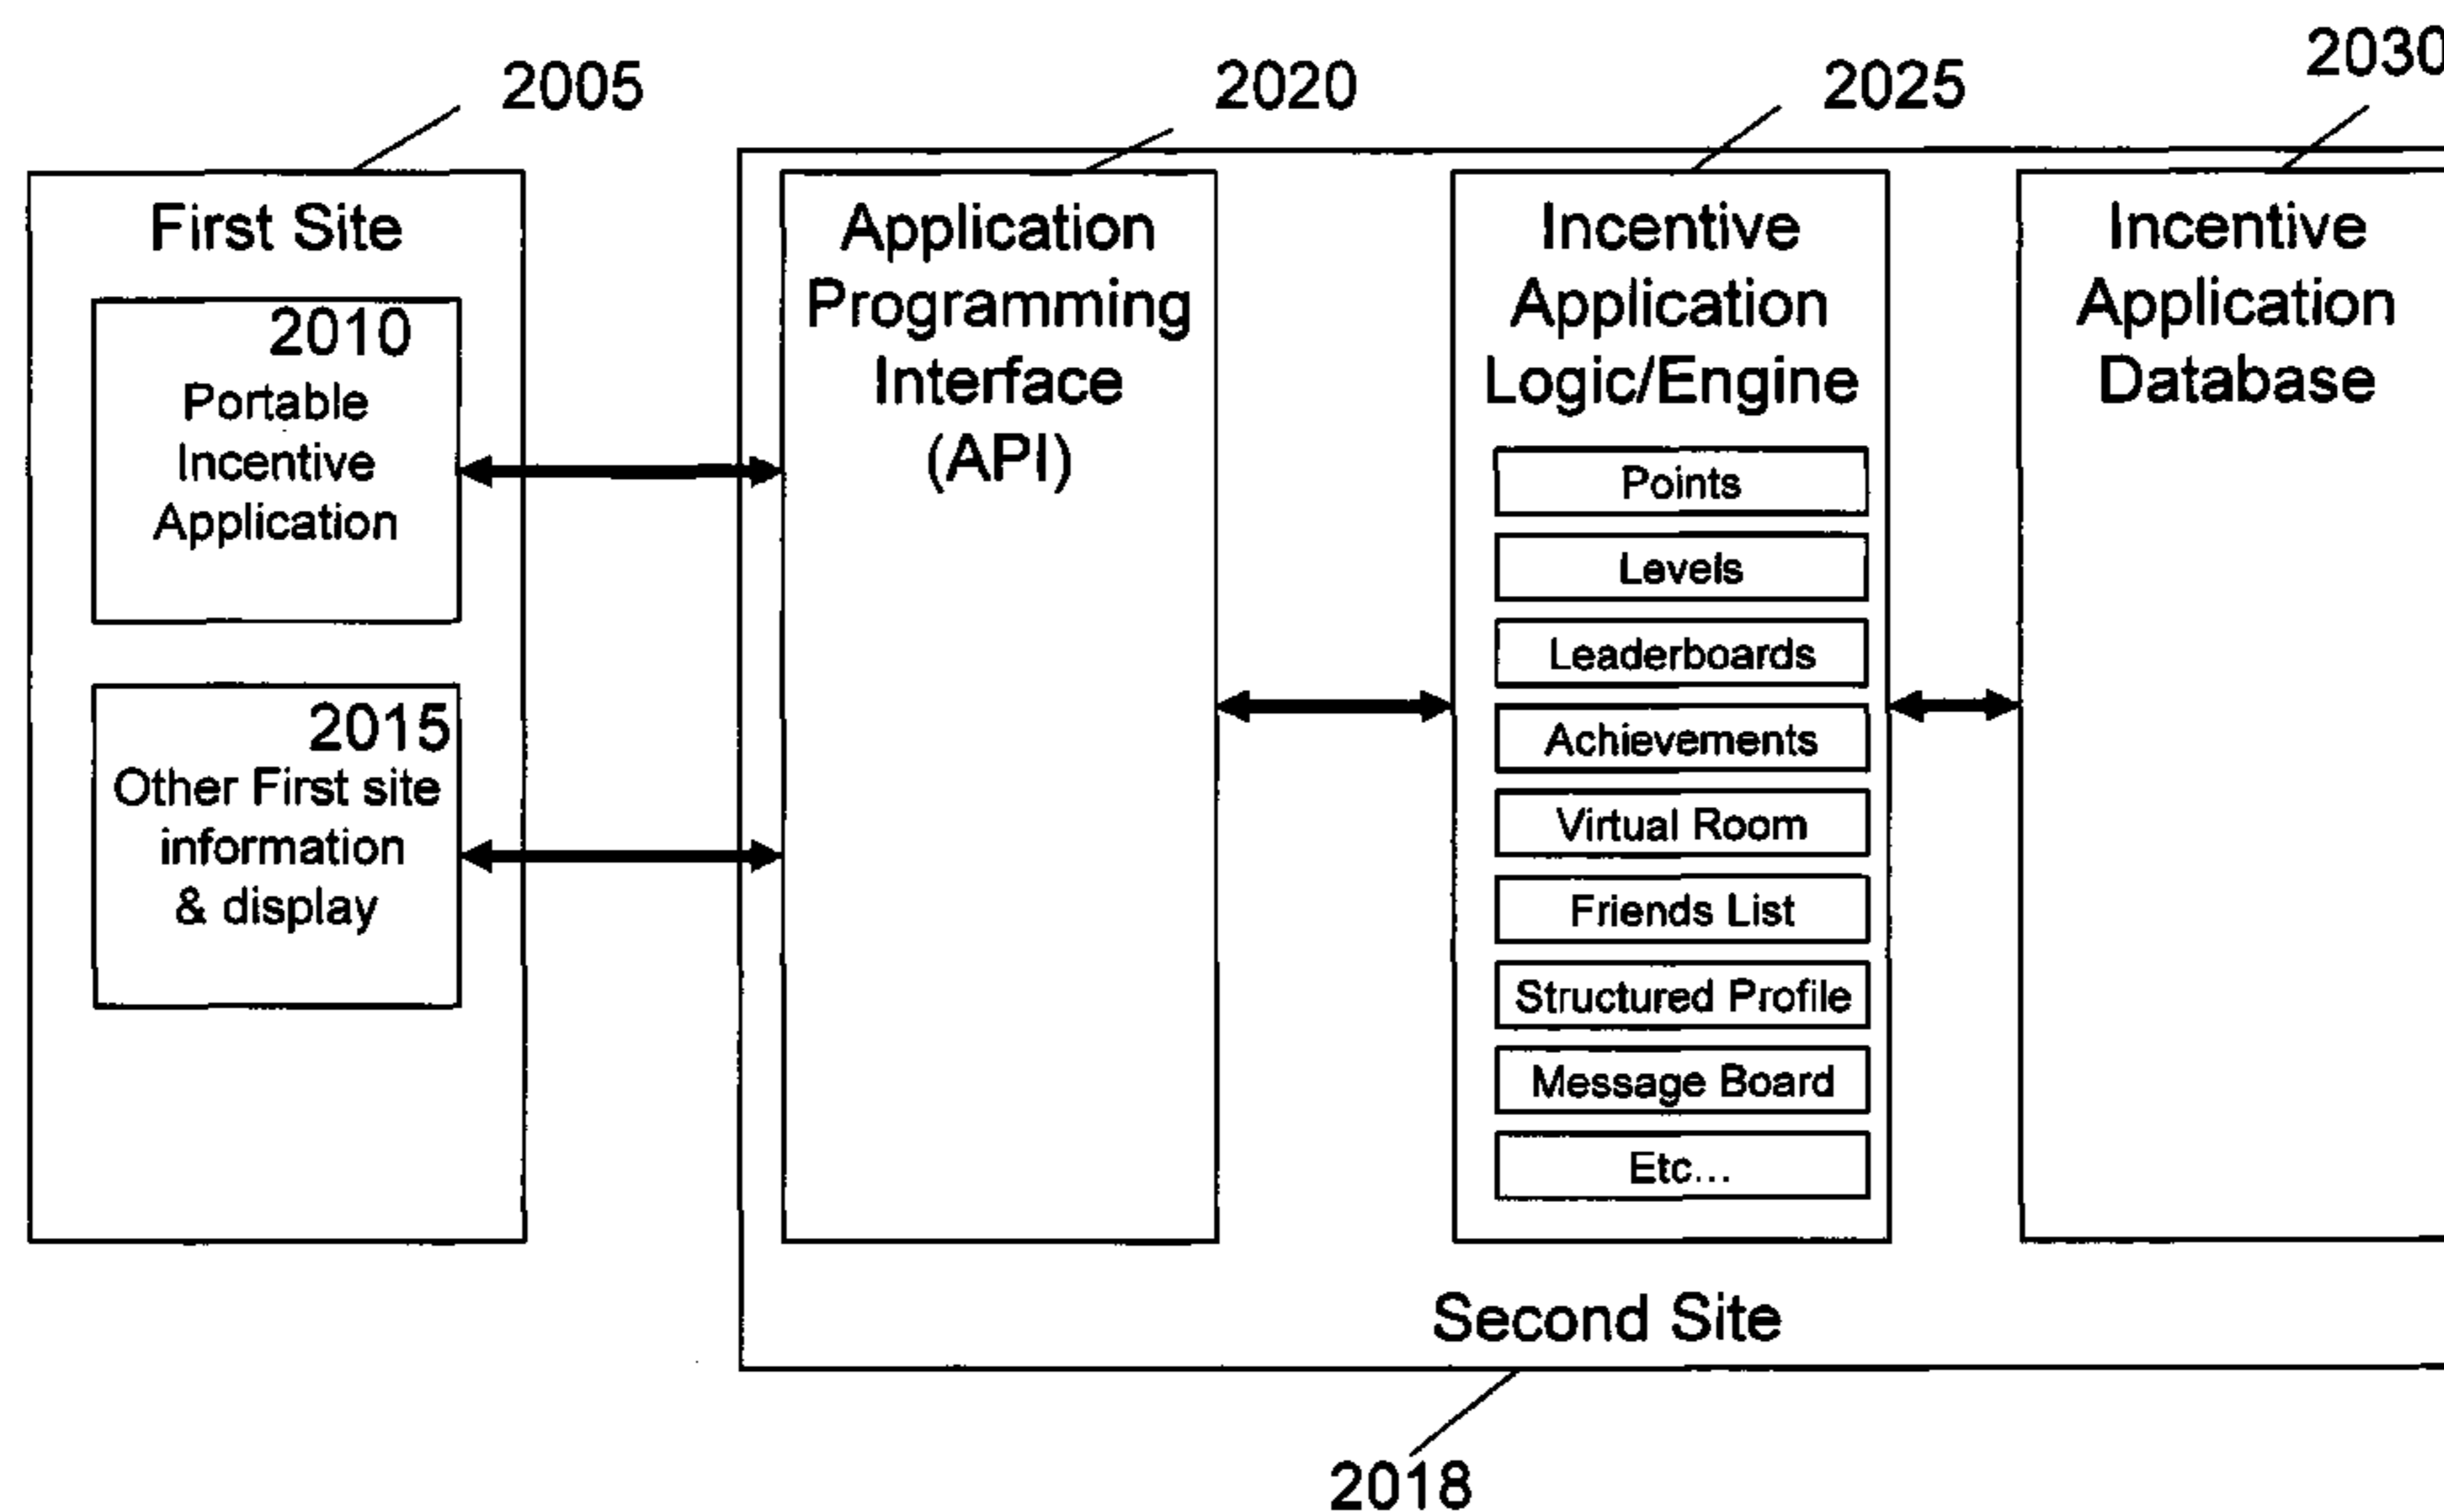 2005
2020
2025
2030
First Site
2010
Portable
Incentive
Application
2015
Other First site
information
& display
Application
Programming
Interface
(API)
Incentive
Application
Logic/Engine
Points
Levels
Leaderboards
Achievements
Virtual Room
Friends List
Structured Profile
Message Board
Etc...
Incentive
Application
Database
Second Site
2018